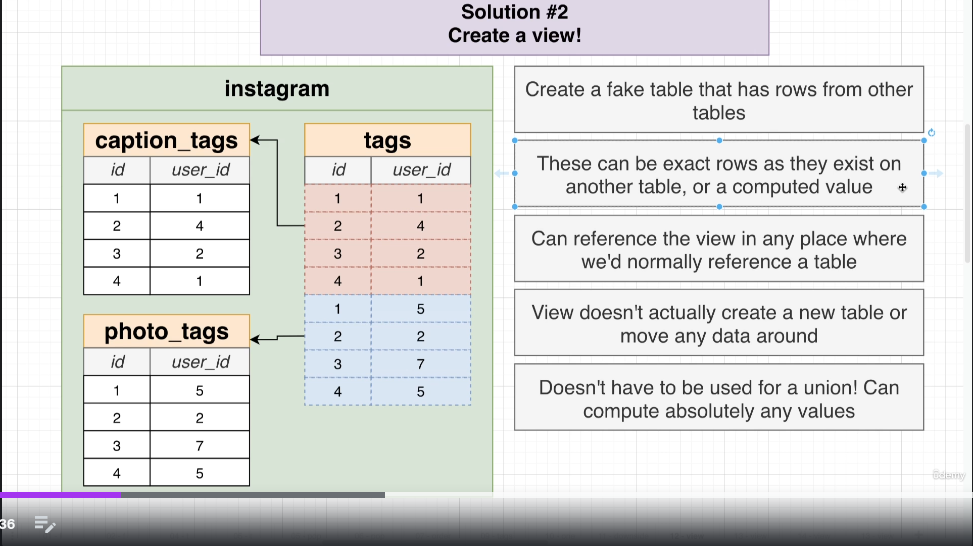 Solution #2
Create a view!
instagram
caption_tags
id user_id
1 1
2 4
3 2
4 1
photo_tags
id user_id
1 5
2 2
3 7
4 5
tags
id user_id
1 1
2 4
3 2
4 1
1 5
2 2
3 7
4 5
Create a fake table that has rows from other
tables
These can be exact rows as they exist on
another table, or a computed value
Can reference the view in any place where
we'd normally reference a table
View doesn't actually create a new table or
move any data around
Doesn't have to be used for a union! Can
compute absolutely any values
ûdemy
36